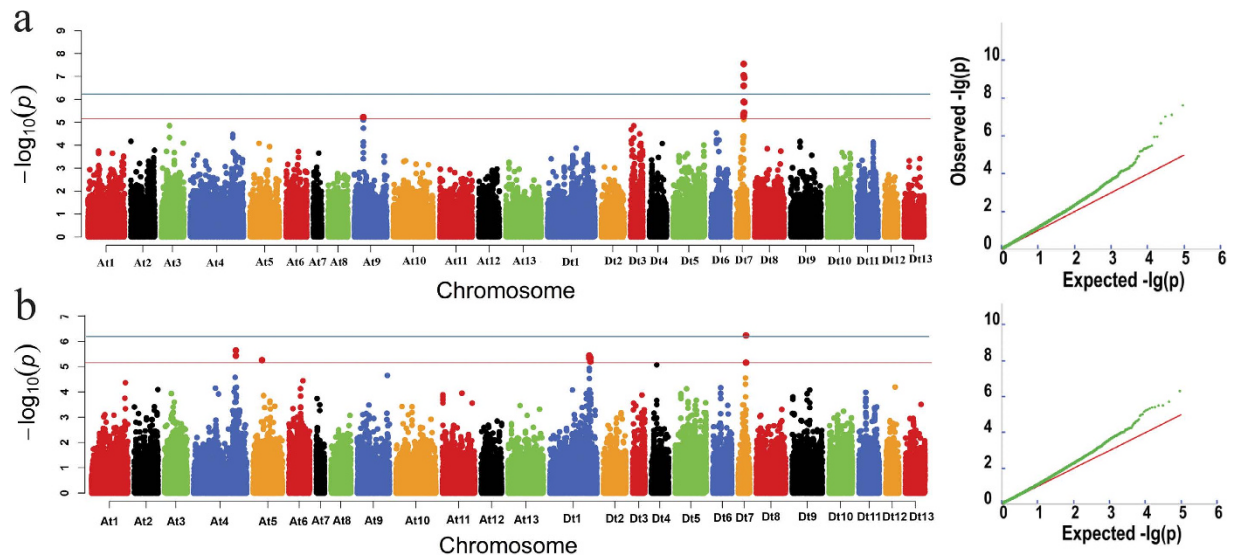 a
9
8
7
6
5
4
3
2
1
0
−log10(p)
At1 At2 At3 At4 At5 At6 At7 At8 At9 At10 At11 At12 At13 Dt1 Dt2 Dt3 Dt4 Dt5 Dt6 Dt7 Dt8 Dt9 Dt10 Dt11 Dt12 Dt13
Chromosome
Observed -lg(p)
10
8
6
4
2
0
0 1 2 3 4 5 6
Expected -lg(p)
b
7
6
5
4
3
2
1
0
−log10(p)
At1 At2 At3 At4 At5 At6 At7 At8 At9 At10 At11 At12 At13 Dt1 Dt2 Dt3 Dt4 Dt5 Dt6 Dt7 Dt8 Dt9 Dt10 Dt11 Dt12 Dt13
Chromosome
Observed -lg(p)
10
8
6
4
2
0
0 1 2 3 4 5 6
Expected -lg(p)